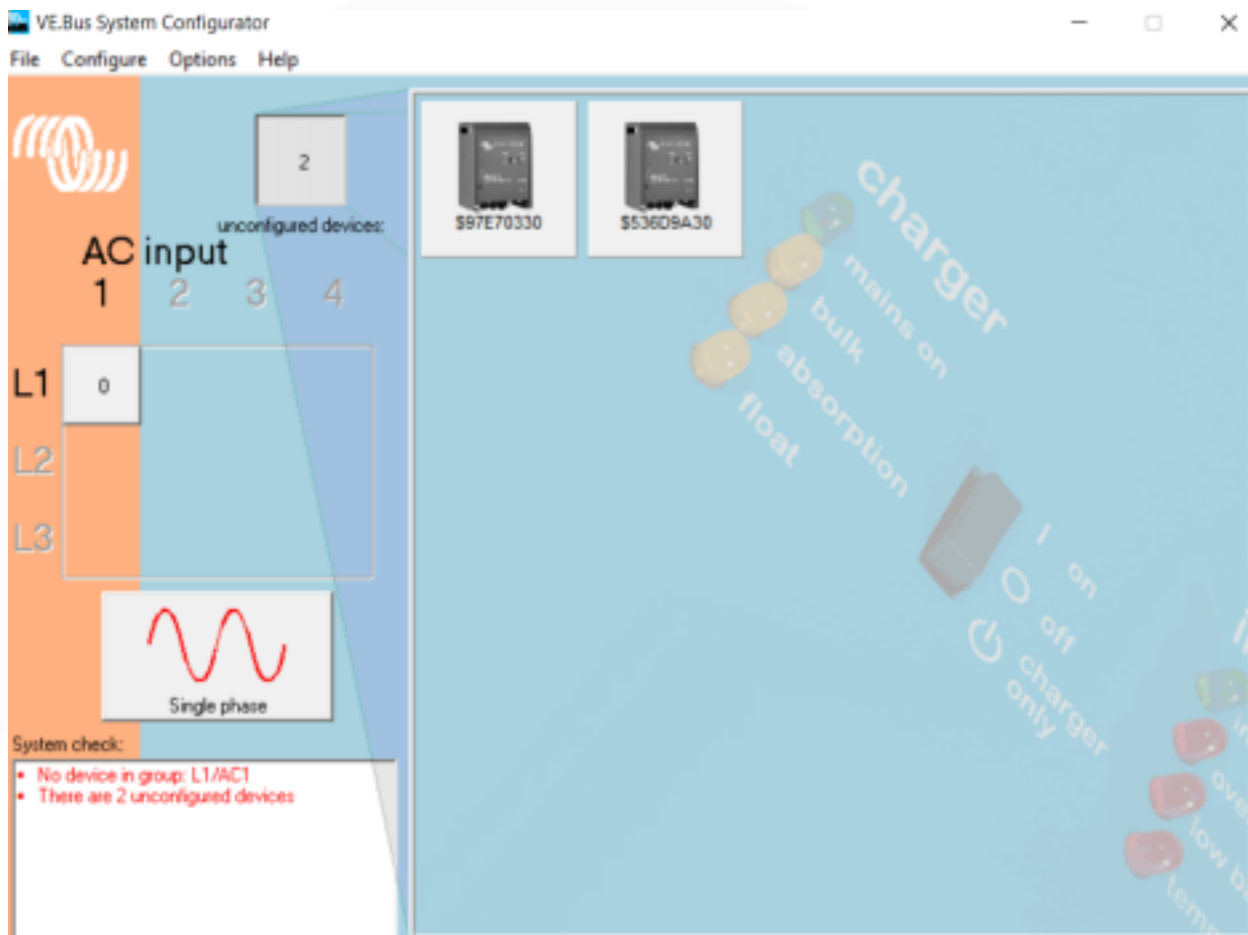 VE.Bus System Configurator
File Configure Options Help
2
unconfigured devices:
AC input
1 2 3 4
L1
0
L2
L3
Single phase
System check:
• No device in group: L1/AC1
• There are 2 unconfigured devices
$97E70330
$536D9A30
charger
mains on
bulk
absorption
float
on
off
charger
only
low